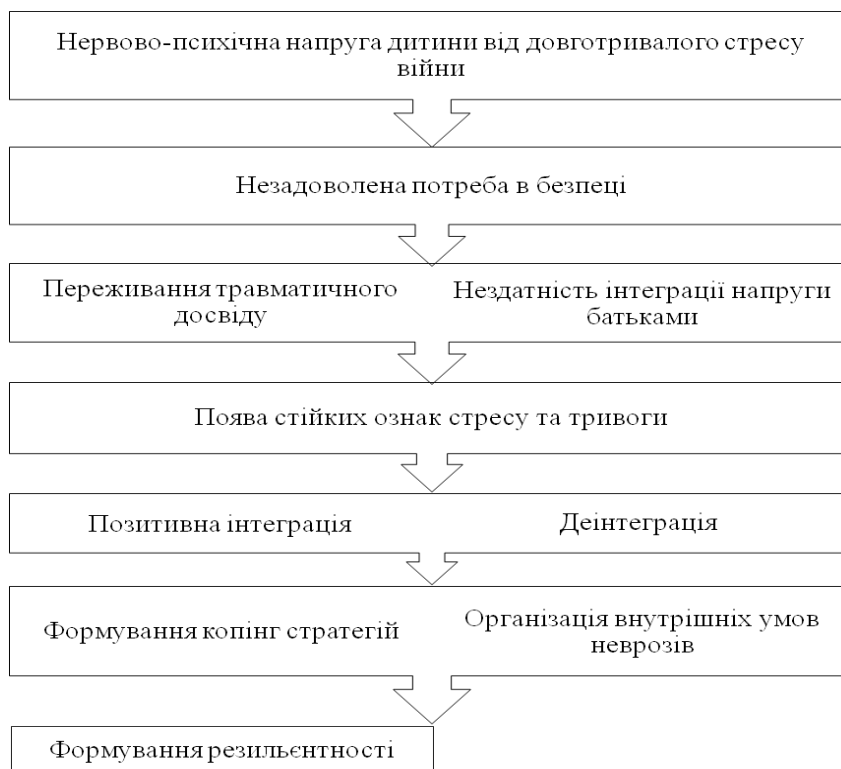 Нервово-психічна напруга дитини від довготривалого стресу
війни
Незадоволена потреба в безпеці
Переживання травматичного
досвіду
Нездатність інтеграції напруги
батьками
Поява стійких ознак стресу та тривоги
Позитивна інтеграція
Деінтеграція
Формування копінг стратегій
Організація внутрішніх умов
неврозів
Формування резильєнтності